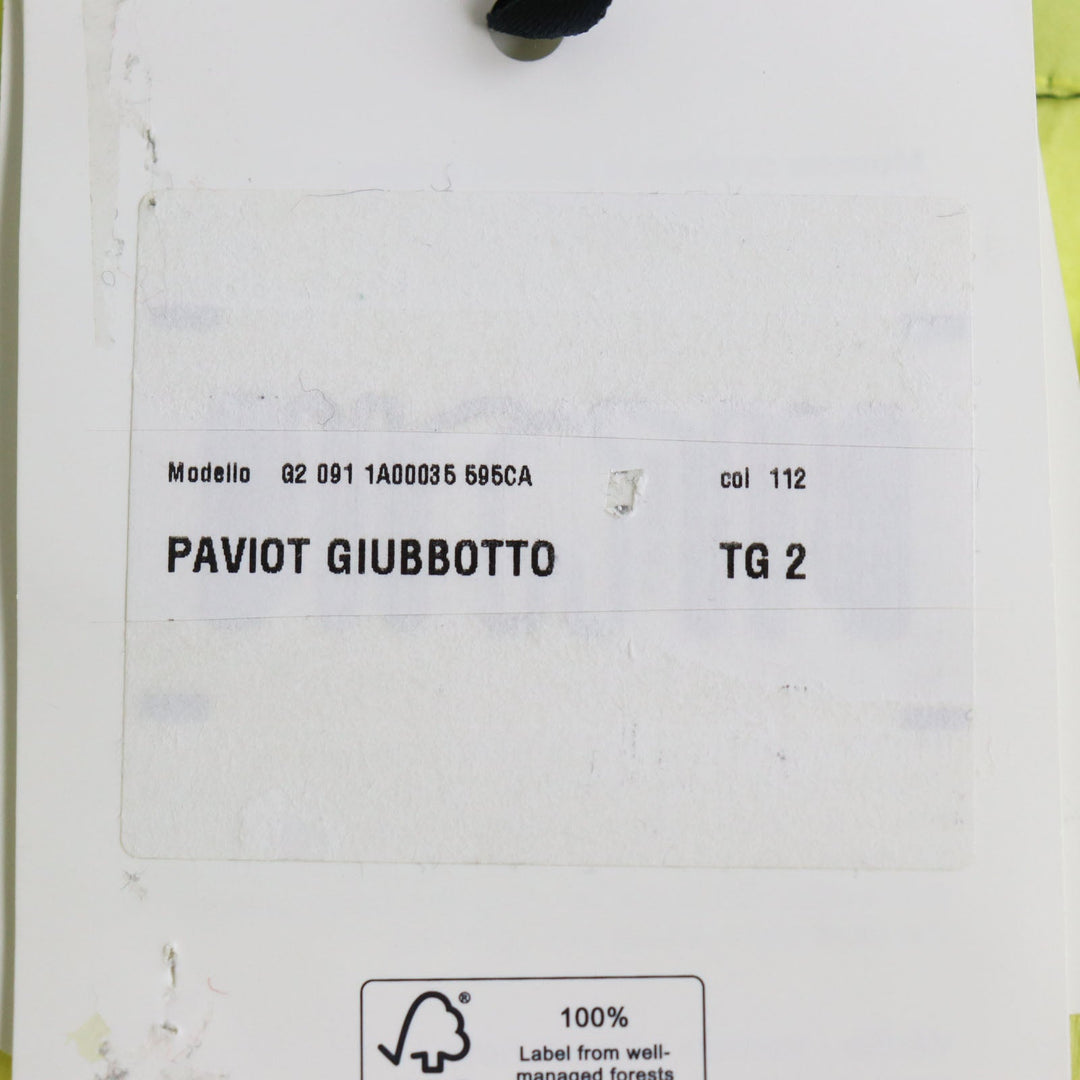 Modello G2 091 1A00035 595CA col 112
PAVIOT GIUBBOTTO TG 2
®
100%
Label from well-
managed forests